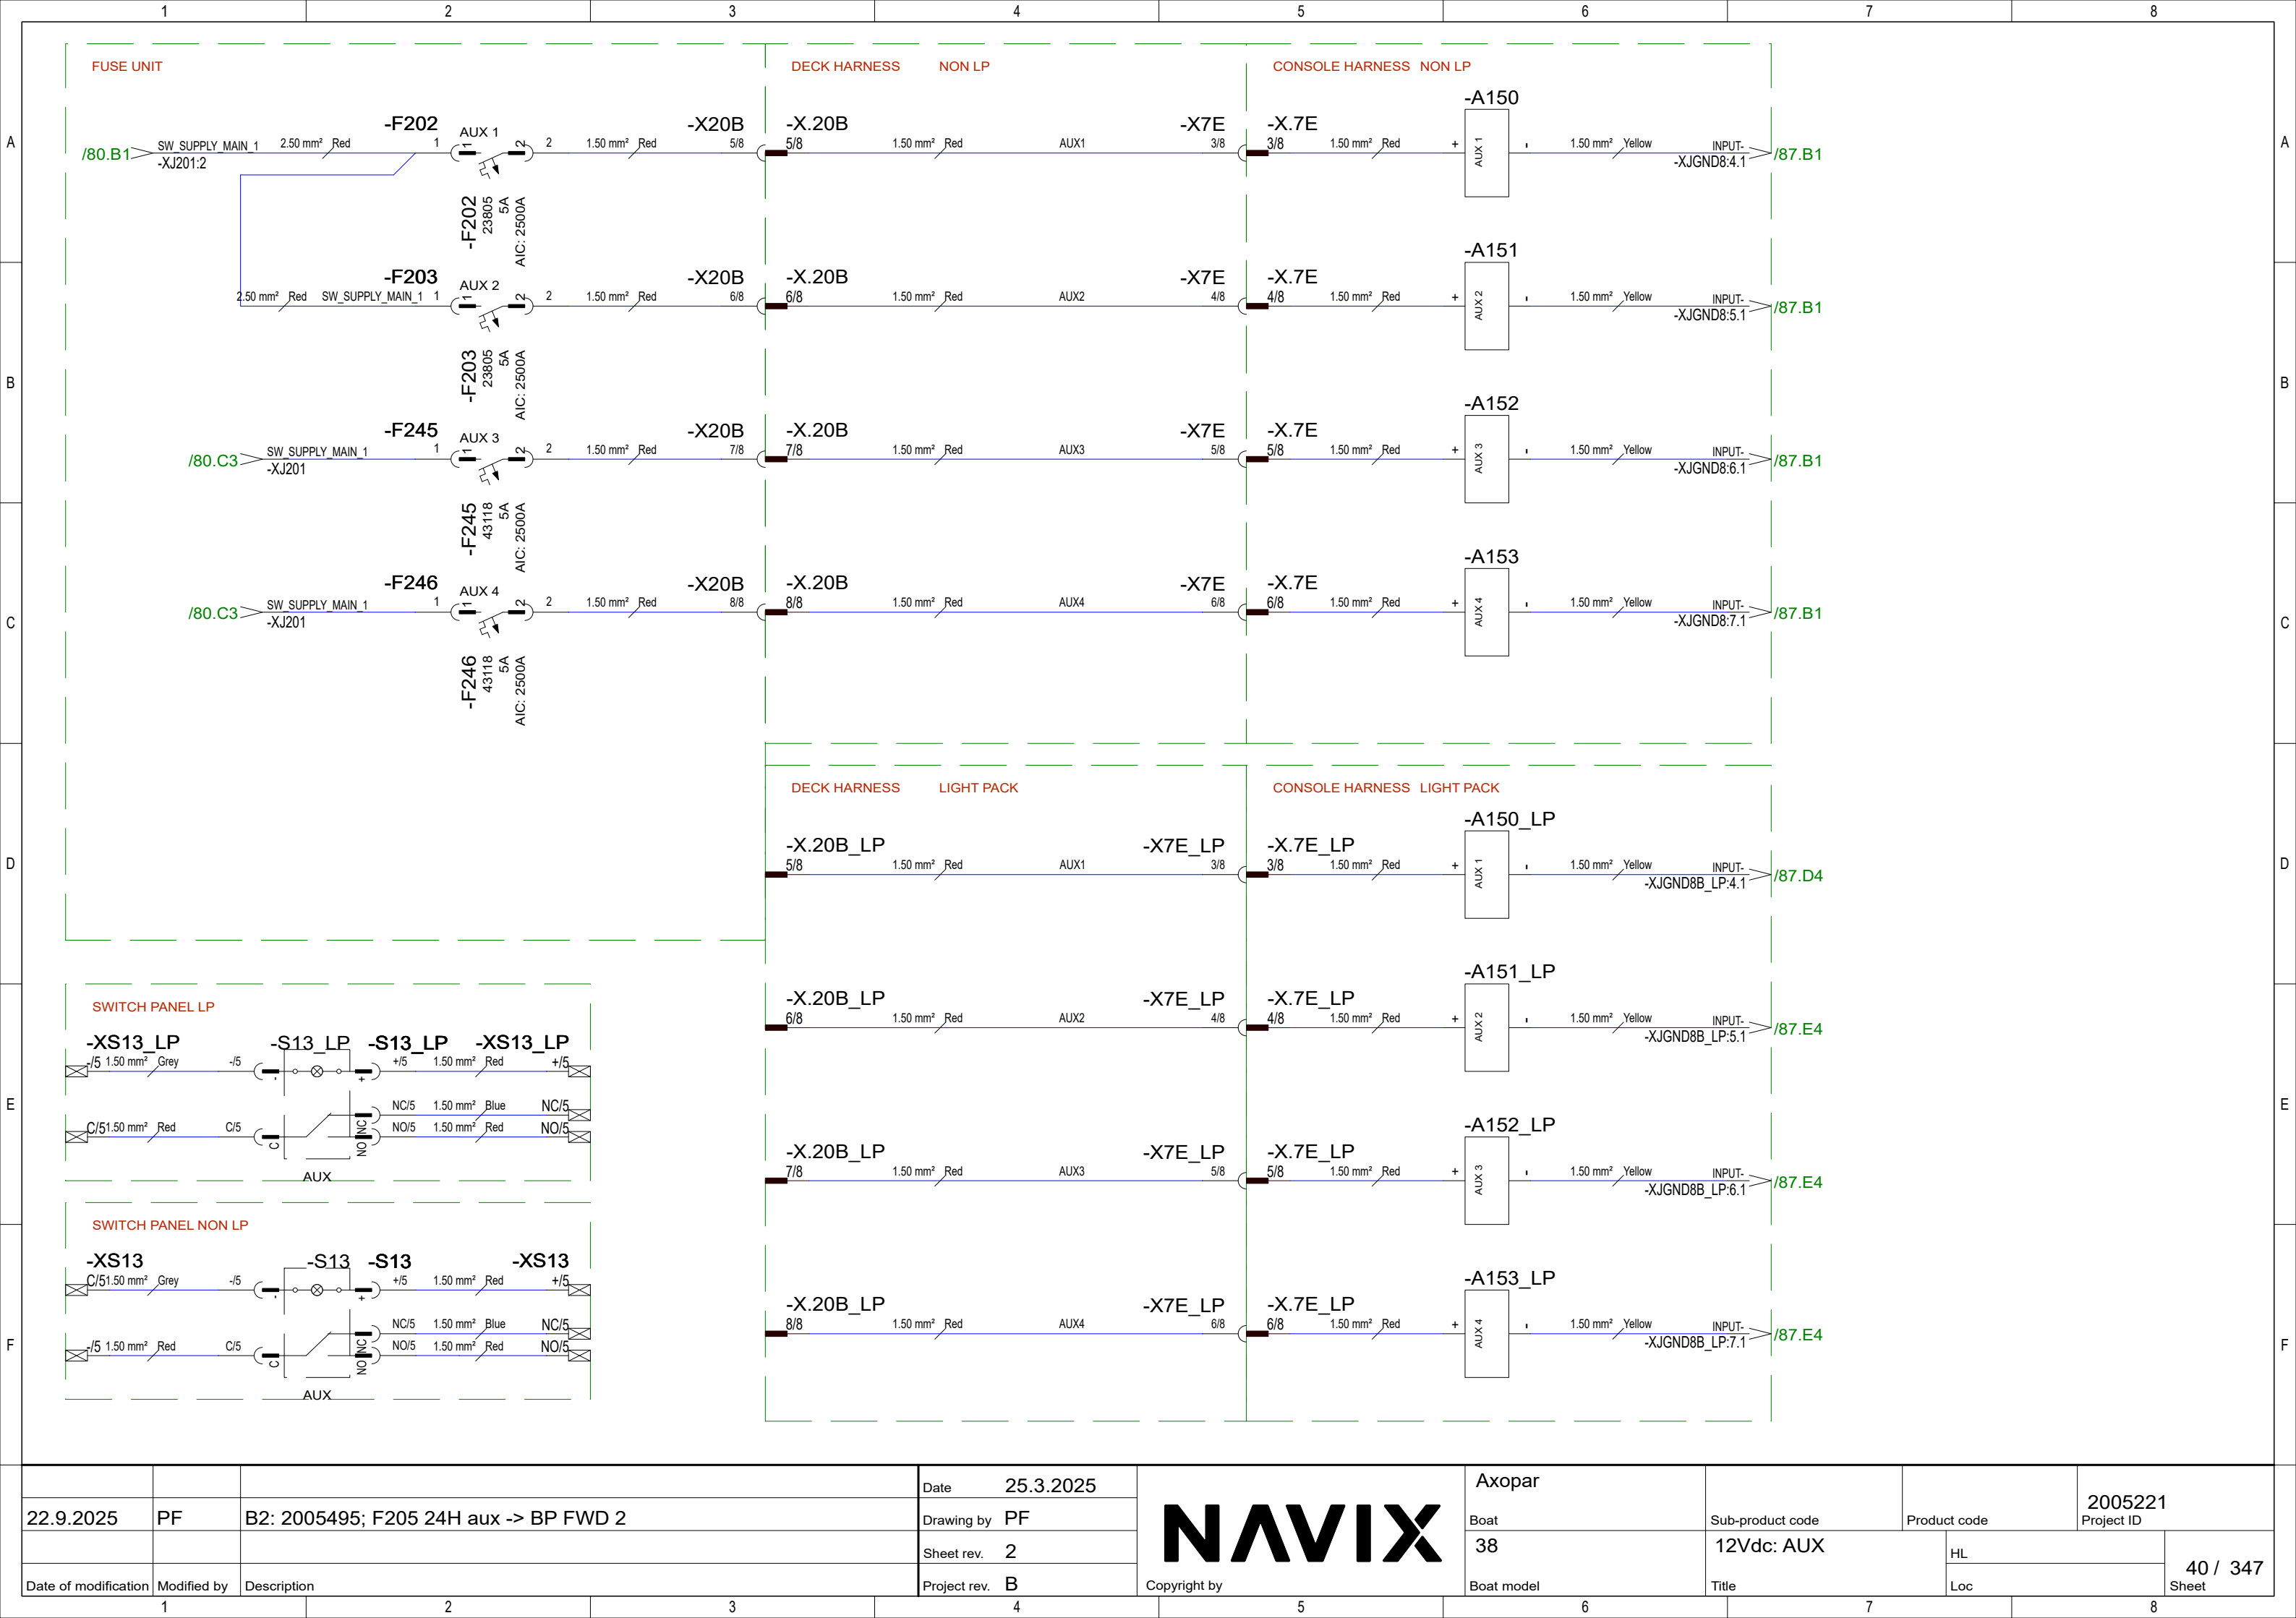 1 2 3 4 5 6 7 8
A A
B B
C C
D D
E E
F F
FUSE UNIT
DECK HARNESS NON LP
CONSOLE HARNESS NON LP
/80.B1 SW_SUPPLY_MAIN_1 -XJ201:2 2.50 mm² Red
-F202 1 AUX 1 1 2 2 1.50 mm² Red -X20B 5/8
-X.20B 5/8 1.50 mm² Red AUX1 -X7E 3/8
-X.7E 3/8 1.50 mm² Red + -A150 AUX 1 - 1.50 mm² Yellow INPUT- -XJGND8:4.1 /87.B1
-F202
23805
5A
AIC: 2500A
2.50 mm² Red SW_SUPPLY_MAIN_1
-F203 1 AUX 2 1 2 2 1.50 mm² Red -X20B 6/8
-X.20B 6/8 1.50 mm² Red AUX2 -X7E 4/8
-X.7E 4/8 1.50 mm² Red + -A151 AUX 2 - 1.50 mm² Yellow INPUT- -XJGND8:5.1 /87.B1
-F203
23805
5A
AIC: 2500A
/80.C3 SW_SUPPLY_MAIN_1 -XJ201
-F245 1 AUX 3 1 2 2 1.50 mm² Red -X20B 7/8
-X.20B 7/8 1.50 mm² Red AUX3 -X7E 5/8
-X.7E 5/8 1.50 mm² Red + -A152 AUX 3 - 1.50 mm² Yellow INPUT- -XJGND8:6.1 /87.B1
-F245
43118
5A
AIC: 2500A
/80.C3 SW_SUPPLY_MAIN_1 -XJ201
-F246 1 AUX 4 1 2 2 1.50 mm² Red -X20B 8/8
-X.20B 8/8 1.50 mm² Red AUX4 -X7E 6/8
-X.7E 6/8 1.50 mm² Red + -A153 AUX 4 - 1.50 mm² Yellow INPUT- -XJGND8:7.1 /87.B1
-F246
43118
5A
AIC: 2500A
DECK HARNESS LIGHT PACK
CONSOLE HARNESS LIGHT PACK
-X.20B_LP 5/8 1.50 mm² Red AUX1 -X7E_LP 3/8
-X.7E_LP 3/8 1.50 mm² Red + -A150_LP AUX 1 - 1.50 mm² Yellow INPUT- -XJGND8B_LP:4.1 /87.D4
-X.20B_LP 6/8 1.50 mm² Red AUX2 -X7E_LP 4/8
-X.7E_LP 4/8 1.50 mm² Red + -A151_LP AUX 2 - 1.50 mm² Yellow INPUT- -XJGND8B_LP:5.1 /87.E4
-X.20B_LP 7/8 1.50 mm² Red AUX3 -X7E_LP 5/8
-X.7E_LP 5/8 1.50 mm² Red + -A152_LP AUX 3 - 1.50 mm² Yellow INPUT- -XJGND8B_LP:6.1 /87.E4
-X.20B_LP 8/8 1.50 mm² Red AUX4 -X7E_LP 6/8
-X.7E_LP 6/8 1.50 mm² Red + -A153_LP AUX 4 - 1.50 mm² Yellow INPUT- -XJGND8B_LP:7.1 /87.E4
SWITCH PANEL LP
-XS13_LP -S13_LP -S13_LP -XS13_LP
-/5 1.50 mm² Grey -/5 - + +/5 1.50 mm² Red +/5
NC/5 1.50 mm² Blue NC/5
C/5 1.50 mm² Red C/5 C NO NC NO/5 1.50 mm² Red NO/5
AUX
SWITCH PANEL NON LP
-XS13 -S13 -S13 -XS13
C/5 1.50 mm² Grey -/5 - + +/5 1.50 mm² Red +/5
NC/5 1.50 mm² Blue NC/5
-/5 1.50 mm² Red C/5 C NO NC NO/5 1.50 mm² Red NO/5
AUX
22.9.2025 PF B2: 2005495; F205 24H aux -> BP FWD 2
Date of modification Modified by Description
Date 25.3.2025
Drawing by PF
Sheet rev. 2
Project rev. B
NAVIX
Copyright by
Axopar
Boat
38
Boat model
Sub-product code
Product code
2005221
Project ID
12Vdc: AUX
Title
HL
Loc
40 / 347
Sheet
1 2 3 4 5 6 7 8